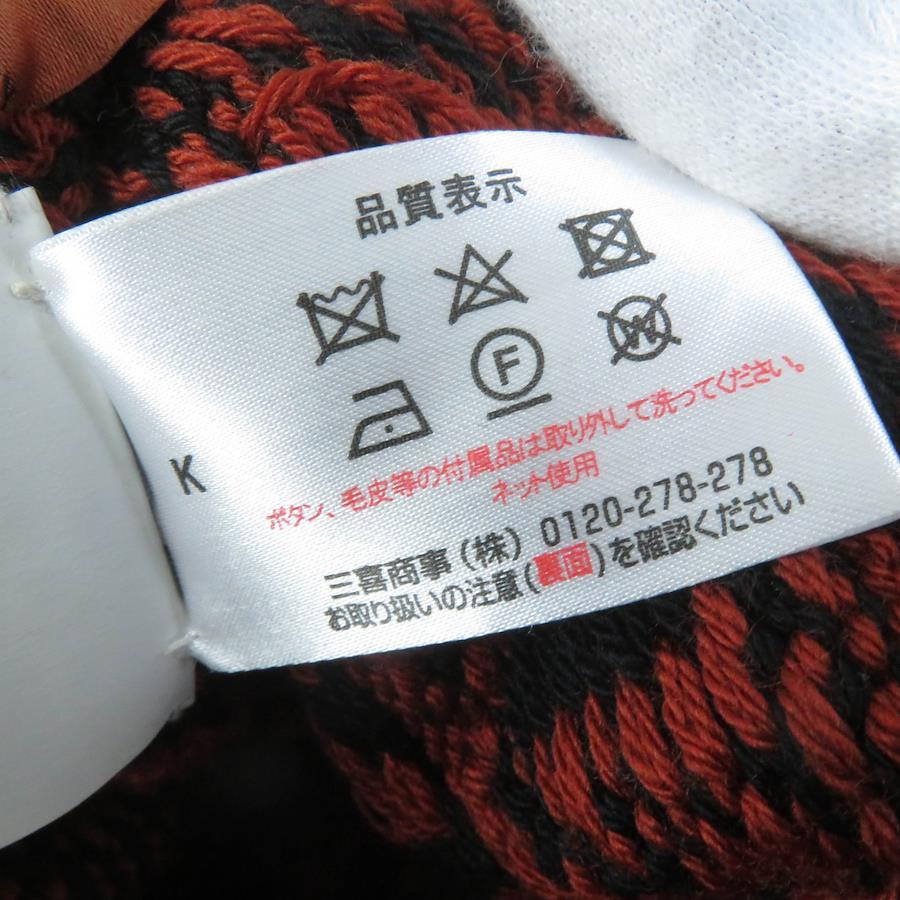 品質表示
F
W
K
ボタン、毛皮等の付属品は取り外して洗ってください。
ネット使用
三喜商事(株) 0120-278-278
お取り扱いの注意(裏面)を確認ください